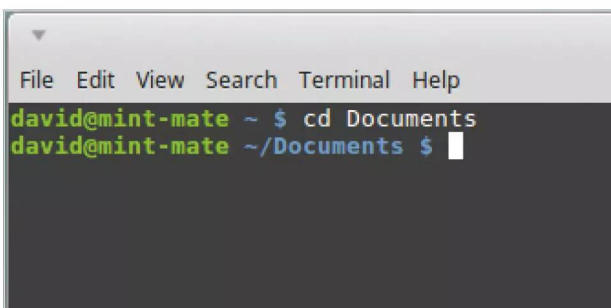 File Edit View Search Terminal Help
david@mint-mate ~ $ cd Documents
david@mint-mate ~/Documents $